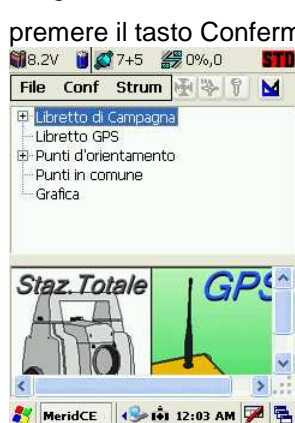 premere il tasto Conferm
8.2V 7+5 0%,0 STD
File Conf Strum
Libretto di Campagna
Libretto GPS
Punti d'orientamento
Punti in comune
Grafica
Staz. Totale GPS
MeridCE 12:03 AM